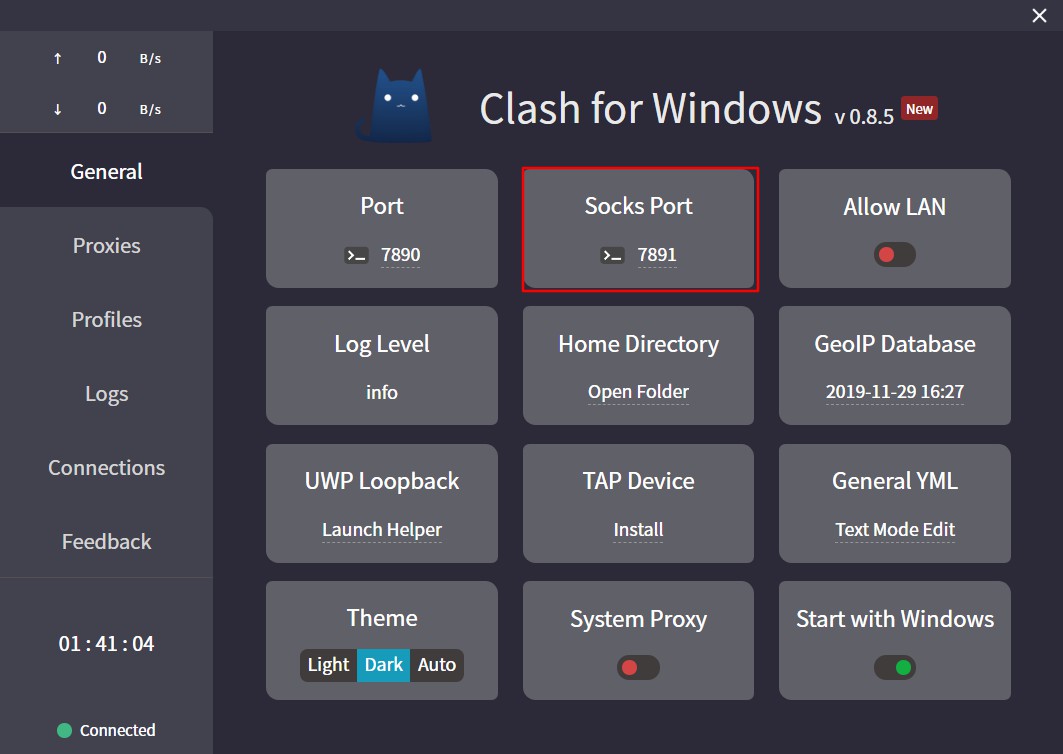 ↑ 0 B/s
↓ 0 B/s
General
Proxies
Profiles
Logs
Connections
Feedback
01:41:04
Connected
Clash for Windows v 0.8.5 New
Port
7890
Socks Port
7891
Allow LAN
Log Level
info
Home Directory
Open Folder
GeoIP Database
2019-11-29 16:27
UWP Loopback
Launch Helper
TAP Device
Install
General YML
Text Mode Edit
Theme
Light Dark Auto
System Proxy
Start with Windows